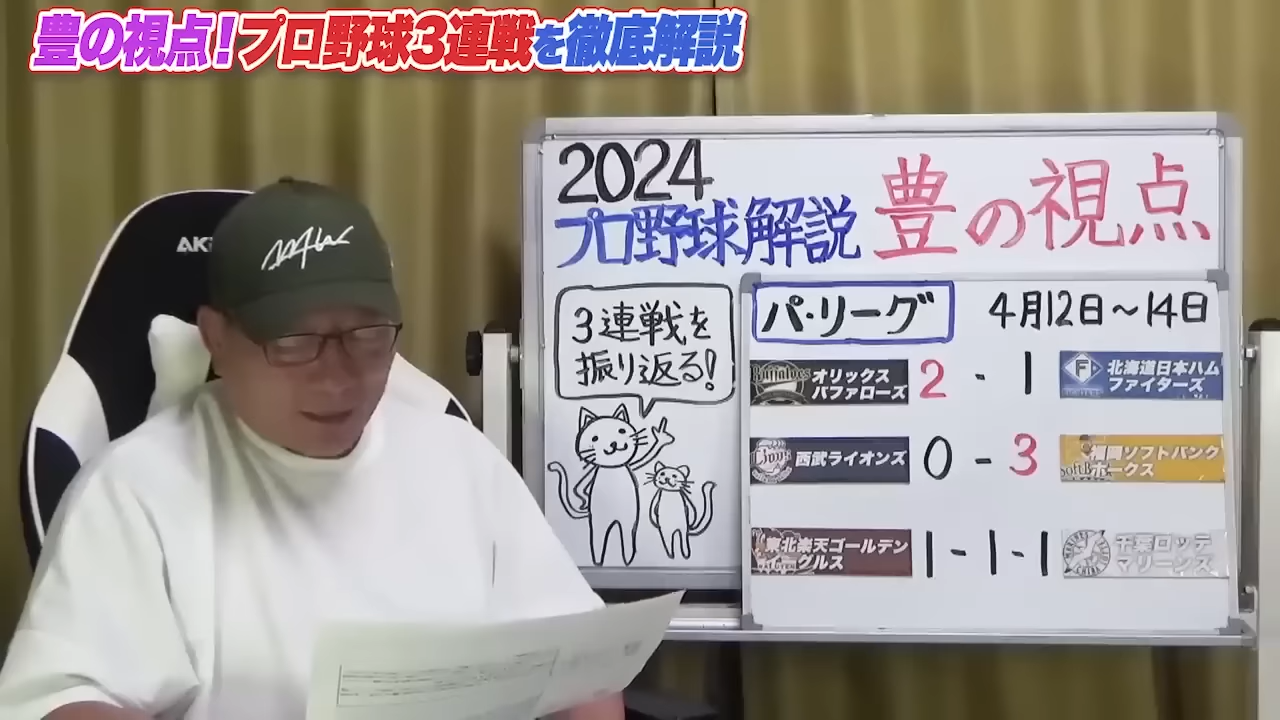 豊の視点！プロ野球3連戦を徹底解説
2024
プロ野球解説 豊の視点
3連戦を
振り返る!
パ・リーグ 4月12日～14日
Buffaloes オリックス バファローズ 2 - 1 北海道日本ハム ファイターズ
西武ライオンズ 0 - 3 福岡ソフトバンク ホークス
東北楽天ゴールデン 1 - 1 - 1 千葉ロッテ マリーンズ